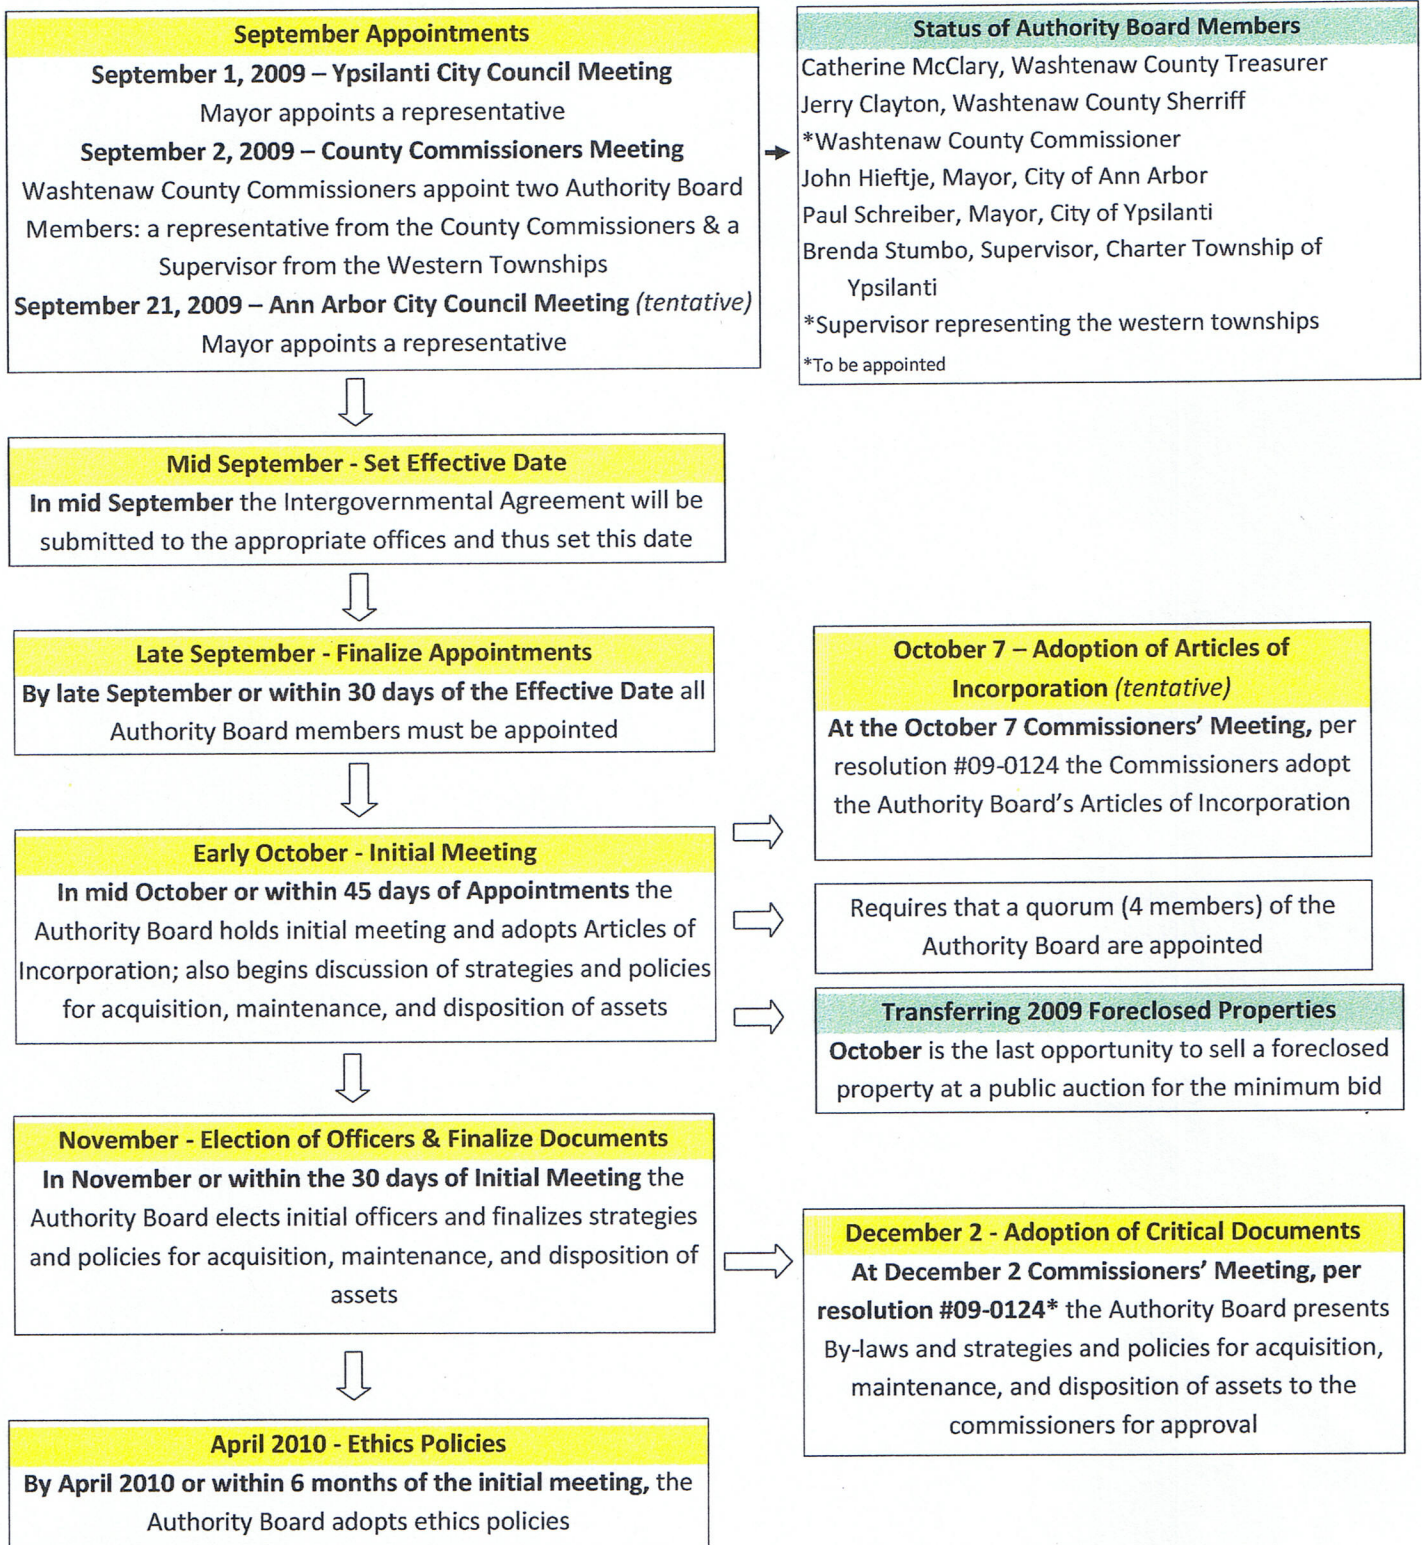 September Appointments
September 1, 2009 – Ypsilanti City Council Meeting
Mayor appoints a representative
September 2, 2009 – County Commissioners Meeting
Washtenaw County Commissioners appoint two Authority Board
Members: a representative from the County Commissioners & a
Supervisor from the Western Townships
September 21, 2009 – Ann Arbor City Council Meeting (tentative)
Mayor appoints a representative
Status of Authority Board Members
Catherine McClary, Washtenaw County Treasurer
Jerry Clayton, Washtenaw County Sherriff
*Washtenaw County Commissioner
John Hieftje, Mayor, City of Ann Arbor
Paul Schreiber, Mayor, City of Ypsilanti
Brenda Stumbo, Supervisor, Charter Township of
Ypsilanti
*Supervisor representing the western townships
*To be appointed
Mid September - Set Effective Date
In mid September the Intergovernmental Agreement will be
submitted to the appropriate offices and thus set this date
Late September - Finalize Appointments
By late September or within 30 days of the Effective Date all
Authority Board members must be appointed
October 7 – Adoption of Articles of
Incorporation (tentative)
At the October 7 Commissioners’ Meeting, per
resolution #09-0124 the Commissioners adopt
the Authority Board’s Articles of Incorporation
Early October - Initial Meeting
In mid October or within 45 days of Appointments the
Authority Board holds initial meeting and adopts Articles of
Incorporation; also begins discussion of strategies and policies
for acquisition, maintenance, and disposition of assets
Requires that a quorum (4 members) of the
Authority Board are appointed
Transferring 2009 Foreclosed Properties
October is the last opportunity to sell a foreclosed
property at a public auction for the minimum bid
November - Election of Officers & Finalize Documents
In November or within the 30 days of Initial Meeting the
Authority Board elects initial officers and finalizes strategies
and policies for acquisition, maintenance, and disposition of
assets
December 2 - Adoption of Critical Documents
At December 2 Commissioners’ Meeting, per
resolution #09-0124* the Authority Board presents
By-laws and strategies and policies for acquisition,
maintenance, and disposition of assets to the
commissioners for approval
April 2010 - Ethics Policies
By April 2010 or within 6 months of the initial meeting, the
Authority Board adopts ethics policies